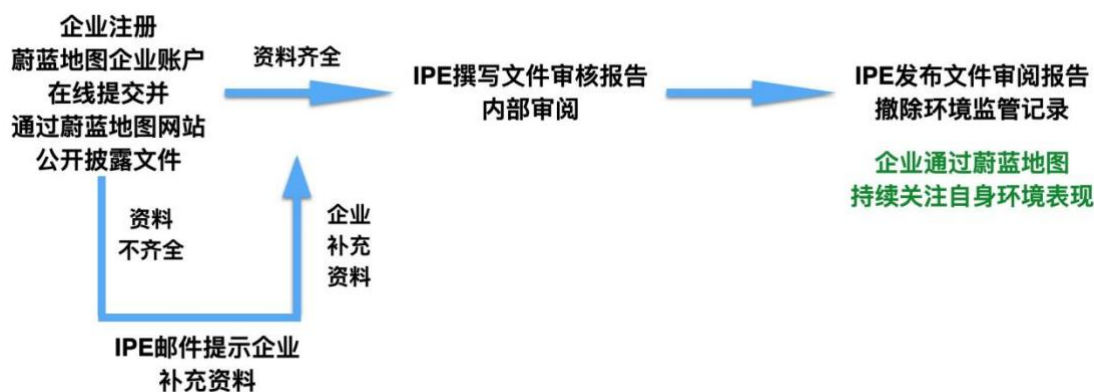 企业注册
蔚蓝地图企业账户
在线提交并
通过蔚蓝地图网站
公开披露文件
资料齐全
IPE撰写文件审核报告
内部审阅
IPE发布文件审阅报告
撤除环境监管记录
企业通过蔚蓝地图
持续关注自身环境表现
资料
不齐全
企业
补充
资料
IPE邮件提示企业
补充资料